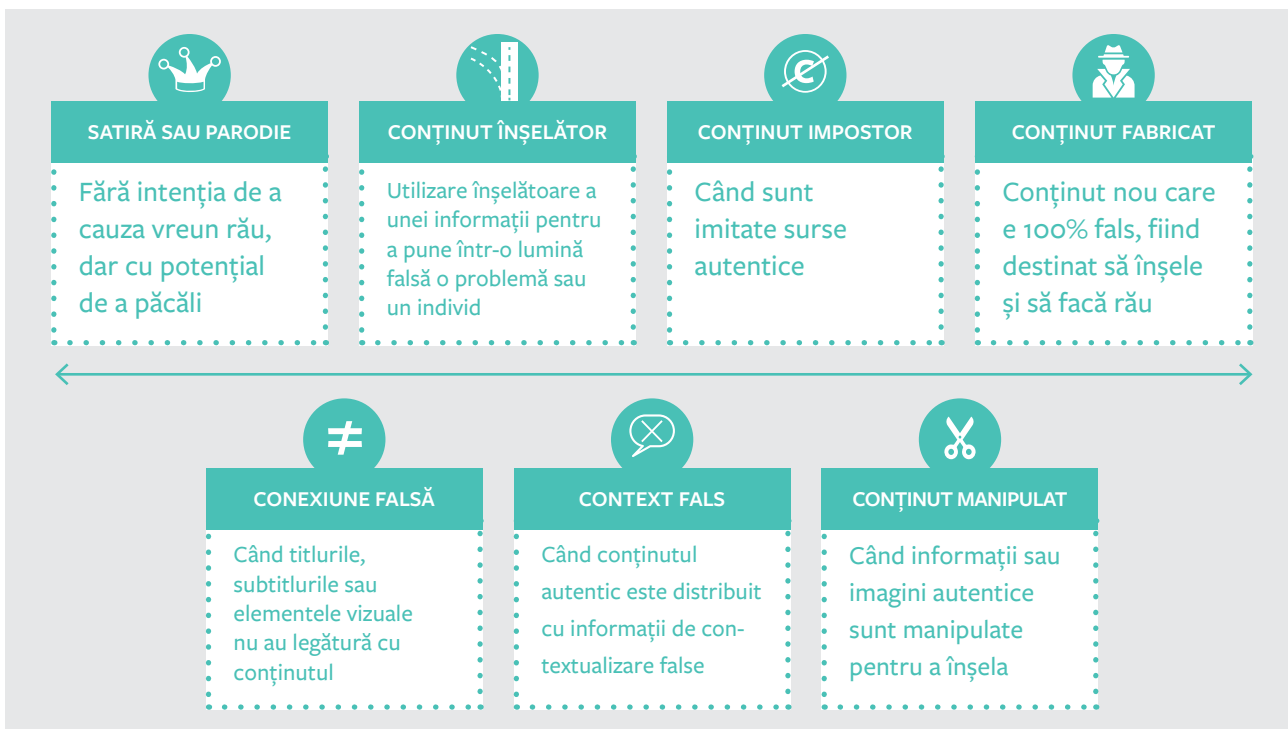 SATIRĂ SAU PARODIE
Fără intenția de a
cauza vreun rău,
dar cu potențial
de a păcăli
CONȚINUT ÎNȘELĂTOR
Utilizare înșelătoare a
unei informații pentru
a pune într-o lumină
falsă o problemă sau
un individ
CONȚINUT IMPOSTOR
Când sunt
imitate surse
autentice
CONȚINUT FABRICAT
Conținut nou care
e 100% fals, fiind
destinat să înșele
și să facă rău
CONEXIUNE FALSĂ
Când titlurile,
subtitlurile sau
elementele vizuale
nu au legătură cu
conținutul
CONTEXT FALS
Când conținutul
autentic este distribuit
cu informații de con-
textualizare false
CONȚINUT MANIPULAT
Când informații sau
imagini autentice
sunt manipulate
pentru a înșela